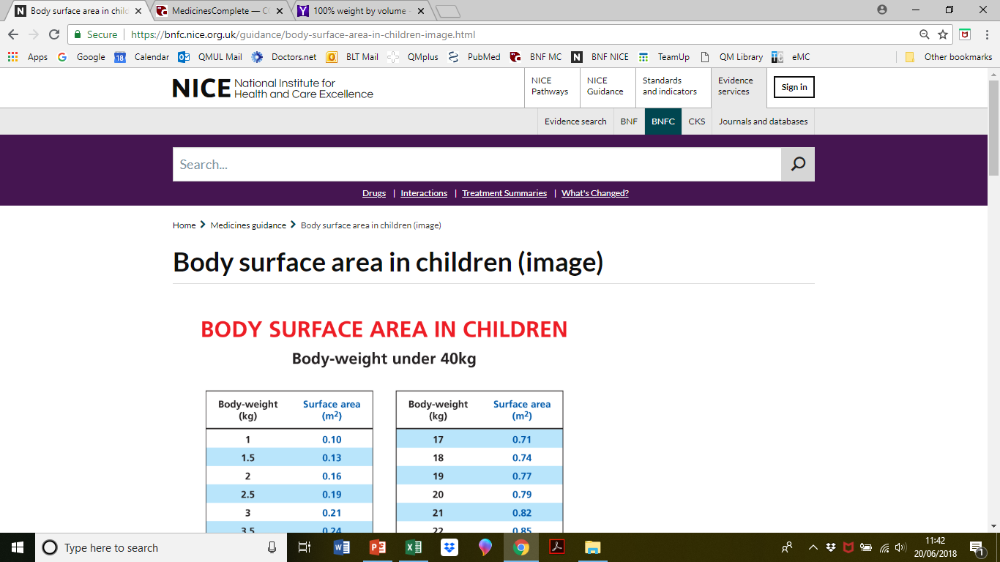 Body surface area in chil
MedicinesComplete — C
100% weight by volume -
Secure
https://bnfc.nice.org.uk/guidance/body-surface-area-in-children-image.html
Apps
Google
18
Calendar
QMUL Mail
Doctors.net
BLT Mail
QMplus
PubMed
BNF MC
BNF NICE
TeamUp
QM Library
eMC
Other bookmarks
NICE National Institute for
Health and Care Excellence
NICE
Pathways
NICE
Guidance
Standards
and indicators
Evidence
services
Sign in
Evidence search
BNF
BNFC
CKS
Journals and databases
Search...
Drugs | Interactions | Treatment Summaries | What's Changed?
Home > Medicines guidance > Body surface area in children (image)
Body surface area in children (image)
BODY SURFACE AREA IN CHILDREN
Body-weight under 40kg
Body-weight Surface area
(kg) (m²)
1 0.10
1.5 0.13
2 0.16
2.5 0.19
3 0.21
3.5 0.24
Body-weight Surface area
(kg) (m²)
17 0.71
18 0.74
19 0.77
20 0.79
21 0.82
22 0.85
Type here to search
11:42
20/06/2018
1